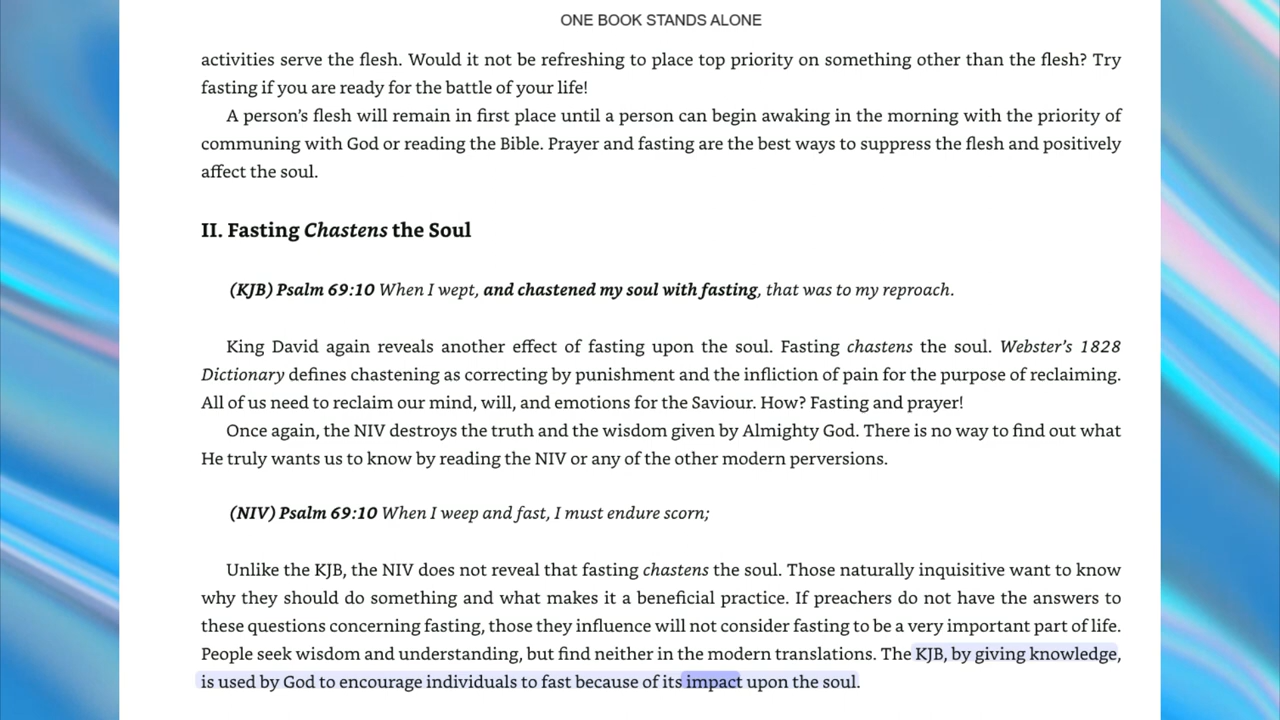 ONE BOOK STANDS ALONE
activities serve the flesh. Would it not be refreshing to place top priority on something other than the flesh? Try
fasting if you are ready for the battle of your life!
A person's flesh will remain in first place until a person can begin awaking in the morning with the priority of
communing with God or reading the Bible. Prayer and fasting are the best ways to suppress the flesh and positively
affect the soul.
II. Fasting Chastens the Soul
(KJB) Psalm 69:10 When I wept, and chastened my soul with fasting, that was to my reproach.
King David again reveals another effect of fasting upon the soul. Fasting chastens the soul. Webster's 1828
Dictionary defines chastening as correcting by punishment and the infliction of pain for the purpose of reclaiming.
All of us need to reclaim our mind, will, and emotions for the Saviour. How? Fasting and prayer!
Once again, the NIV destroys the truth and the wisdom given by Almighty God. There is no way to find out what
He truly wants us to know by reading the NIV or any of the other modern perversions.
(NIV) Psalm 69:10 When I weep and fast, I must endure scorn;
Unlike the KJB, the NIV does not reveal that fasting chastens the soul. Those naturally inquisitive want to know
why they should do something and what makes it a beneficial practice. If preachers do not have the answers to
these questions concerning fasting, those they influence will not consider fasting to be a very important part of life.
People seek wisdom and understanding, but find neither in the modern translations. The KJB, by giving knowledge,
is used by God to encourage individuals to fast because of its impact upon the soul.